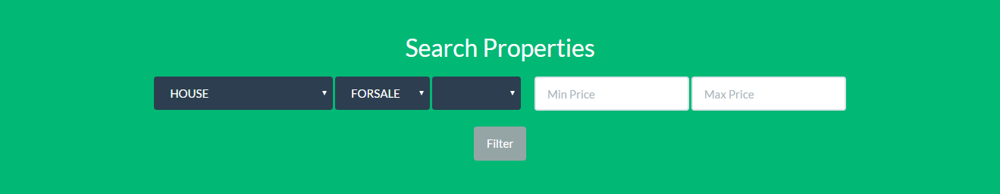 Search Properties
HOUSE FORSALE Min Price Max Price
Filter